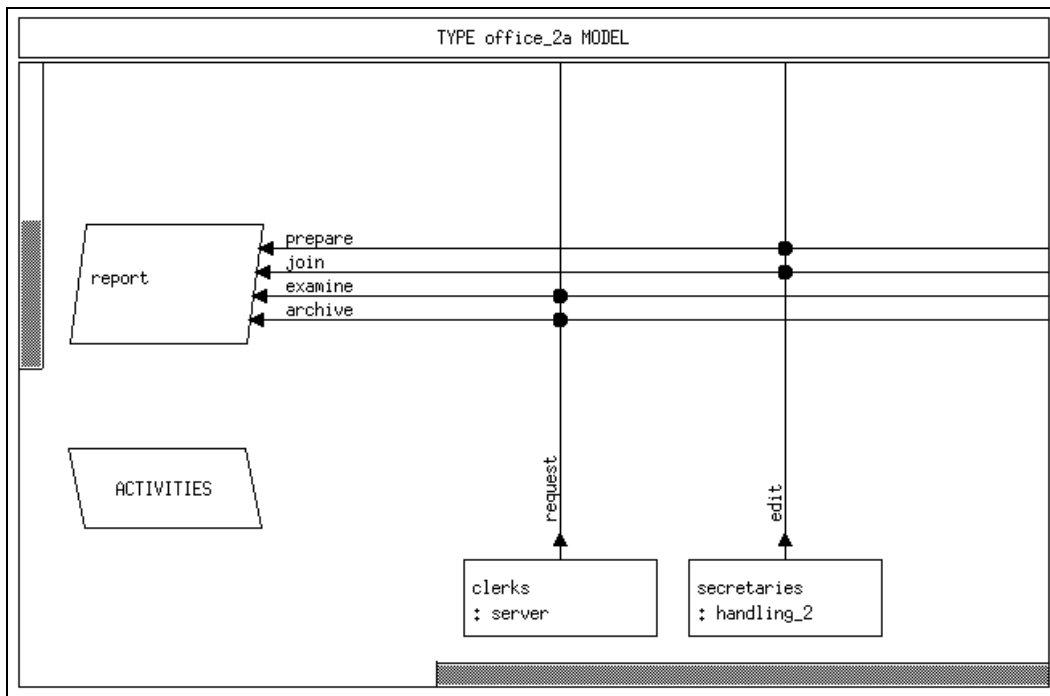 TYPE office_2a MODEL
prepare
join
report
examine
archive
ACTIVITIES
request
edit
clerks
: server
secretaries
: handling_2